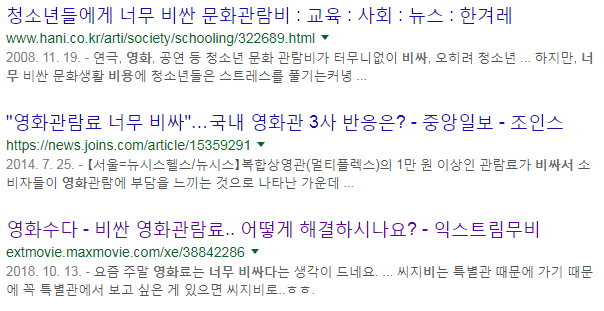 청소년들에게 너무 비싼 문화관람비 : 교육 : 사회 : 뉴스 : 한겨레
www.hani.co.kr/arti/society/schooling/322689.html
2008. 11. 19. - 연극, 영화, 공연 등 청소년 문화 관람비가 터무니없이 비싸, 오히려 청소년 ... 하지만, 너
무 비싼 문화생활 비용에 청소년들은 스트레스를 풀기는커녕 ...
"영화관람료 너무 비싸"…국내 영화관 3사 반응은? - 중앙일보 - 조인스
https://news.joins.com/article/15359291
2014. 7. 25. - 【서울=뉴시스헬스/뉴시스】복합상영관(멀티플렉스)의 1만 원 이상인 관람료가 비싸서 소
비자들이 영화관람에 부담을 느끼는 것으로 나타난 가운데 ...
영화수다 - 비싼 영화관람료.. 어떻게 해결하시나요? - 익스트림무비
extmovie.maxmovie.com/xe/38842286
2018. 10. 13. - 요즘 주말 영화료는 너무 비싸다는 생각이 드네요. ... 씨지비는 특별관 때문에 가기 때문
에 꼭 특별관에서 보고 싶은 게 있으면 씨지비로..ㅎㅎ.